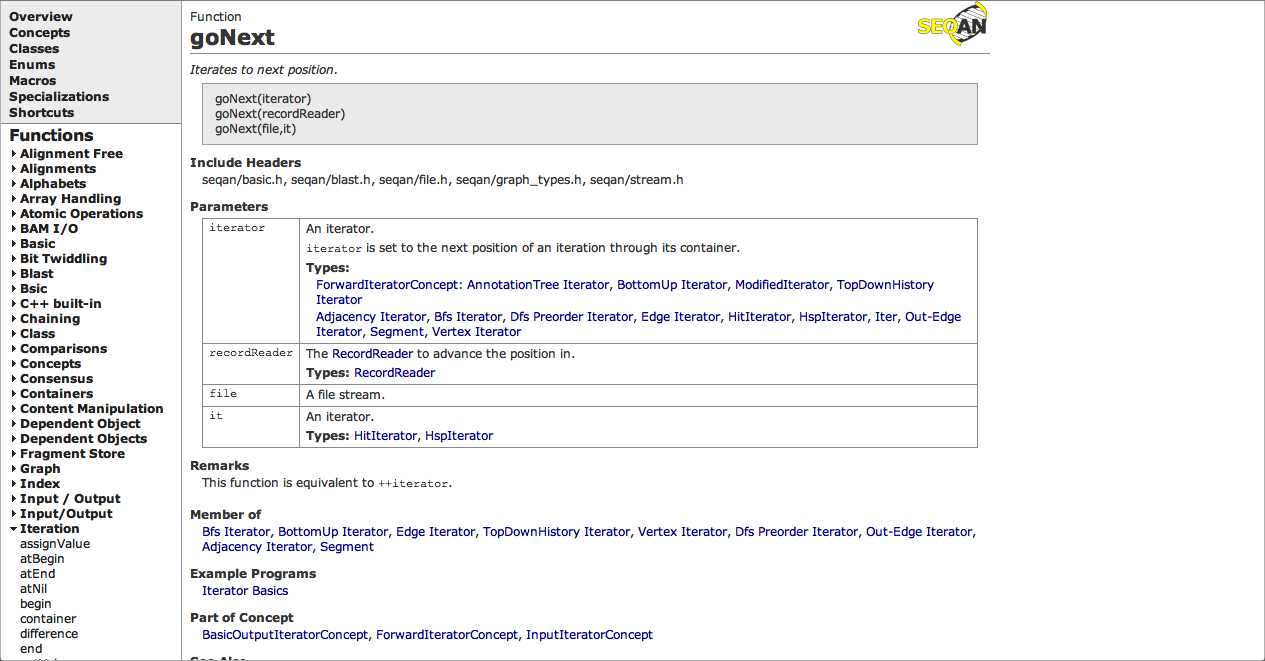 Overview
Concepts
Classes
Enums
Macros
Specializations
Shortcuts
Functions
Alignment Free
Alignments
Alphabets
Array Handling
Atomic Operations
BAM I/O
Basic
Bit Twiddling
Blast
Bsic
C++ built-in
Chaining
Class
Comparisons
Concepts
Consensus
Containers
Content Manipulation
Dependent Object
Dependent Objects
Fragment Store
Graph
Index
Input / Output
Input/Output
Iteration
assignValue
atBegin
atEnd
atNil
begin
container
difference
end
Function
goNext
SEQAN
Iterates to next position.
goNext(iterator)
goNext(recordReader)
goNext(file,it)
Include Headers
seqan/basic.h, seqan/blast.h, seqan/file.h, seqan/graph_types.h, seqan/stream.h
Parameters
iterator
An iterator.
iterator is set to the next position of an iteration through its container.
Types:
ForwardIteratorConcept: AnnotationTree Iterator, BottomUp Iterator, ModifiedIterator, TopDownHistory
Iterator
Adjacency Iterator, Bfs Iterator, Dfs Preorder Iterator, Edge Iterator, HitIterator, HspIterator, Iter, Out-Edge
Iterator, Segment, Vertex Iterator
recordReader
The RecordReader to advance the position in.
Types: RecordReader
file
A file stream.
it
An iterator.
Types: HitIterator, HspIterator
Remarks
This function is equivalent to ++iterator.
Member of
Bfs Iterator, BottomUp Iterator, Edge Iterator, TopDownHistory Iterator, Vertex Iterator, Dfs Preorder Iterator, Out-Edge Iterator,
Adjacency Iterator, Segment
Example Programs
Iterator Basics
Part of Concept
BasicOutputIteratorConcept, ForwardIteratorConcept, InputIteratorConcept
See Also